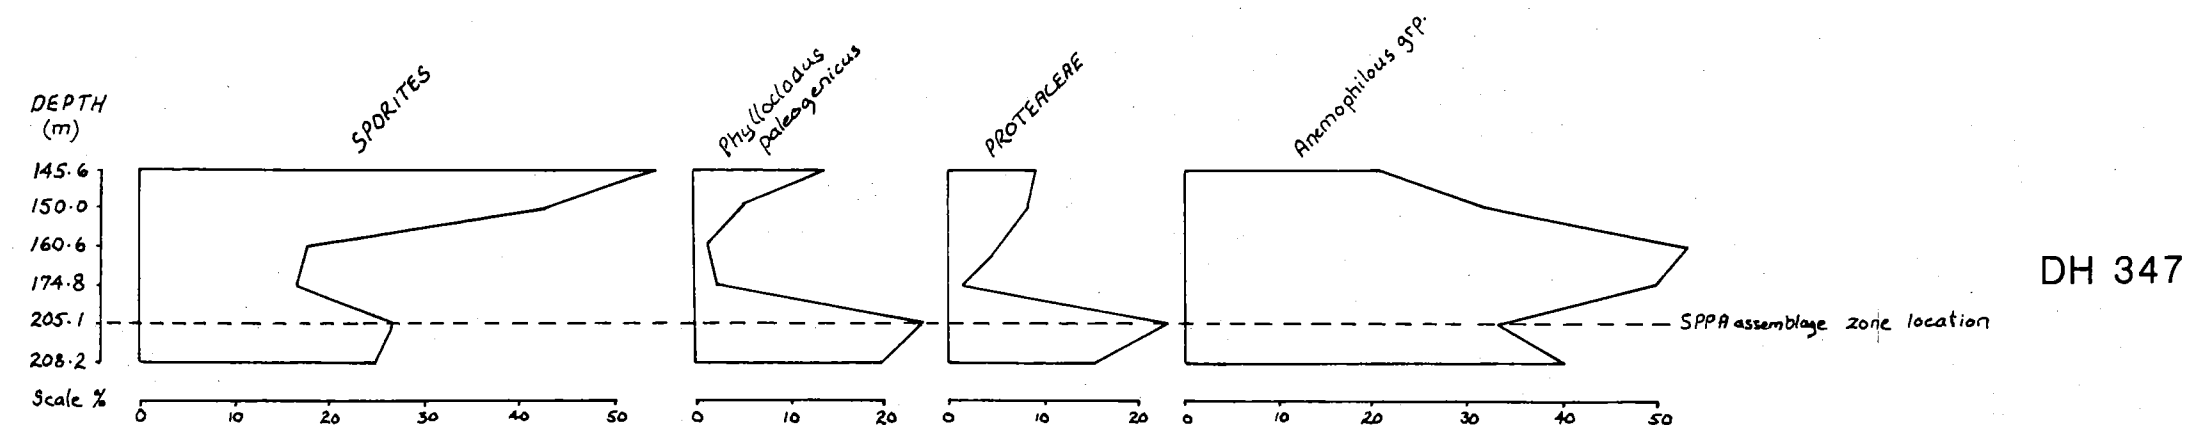 DEPTH
(m)
SPORITES
Phyllocladus
paleogenicus
PROTEACEAE
Anemophilous grp.
145.6
150.0
160.6
174.8
205.1
208.2
SPPA assemblage zone location
DH 347
Scale %
0 10 20 30 40 50
0 10 20
0 10 20
0 10 20 30 40 50